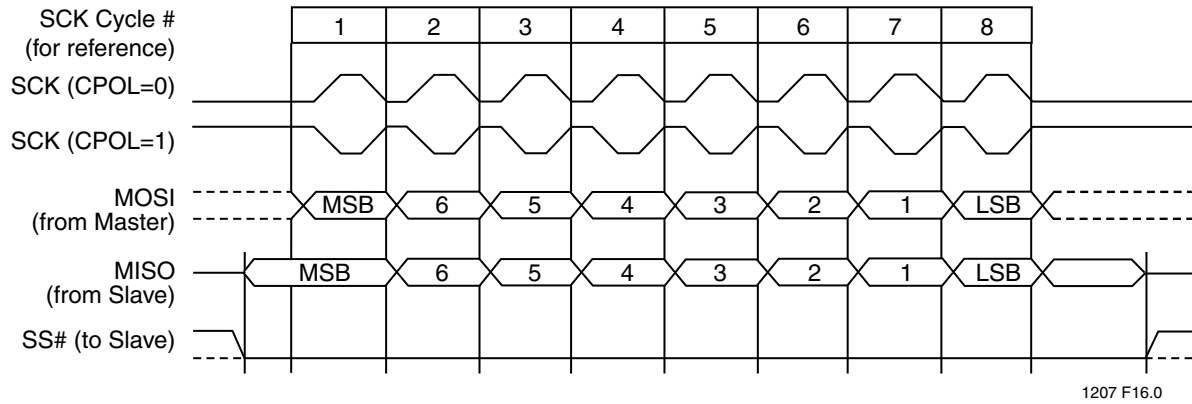 SCK Cycle # 1 2 3 4 5 6 7 8
(for reference)
SCK (CPOL=0)
SCK (CPOL=1)
MOSI MSB 6 5 4 3 2 1 LSB
(from Master)
MISO MSB 6 5 4 3 2 1 LSB
(from Slave)
SS# (to Slave)
1207 F16.0